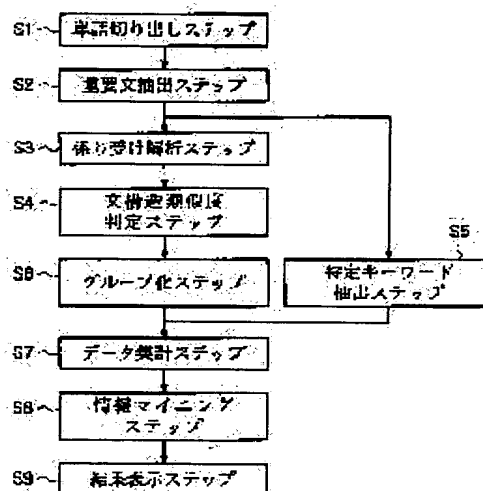 S1
単語切り出しステップ
S2
重要文抽出ステップ
S3
係り受け解析ステップ
S4
文構造類似度
判定ステップ
S5
特定キーワード
抽出ステップ
S6
グループ化ステップ
S7
データ集計ステップ
S8
情報マイニング
ステップ
S9
結果表示ステップ